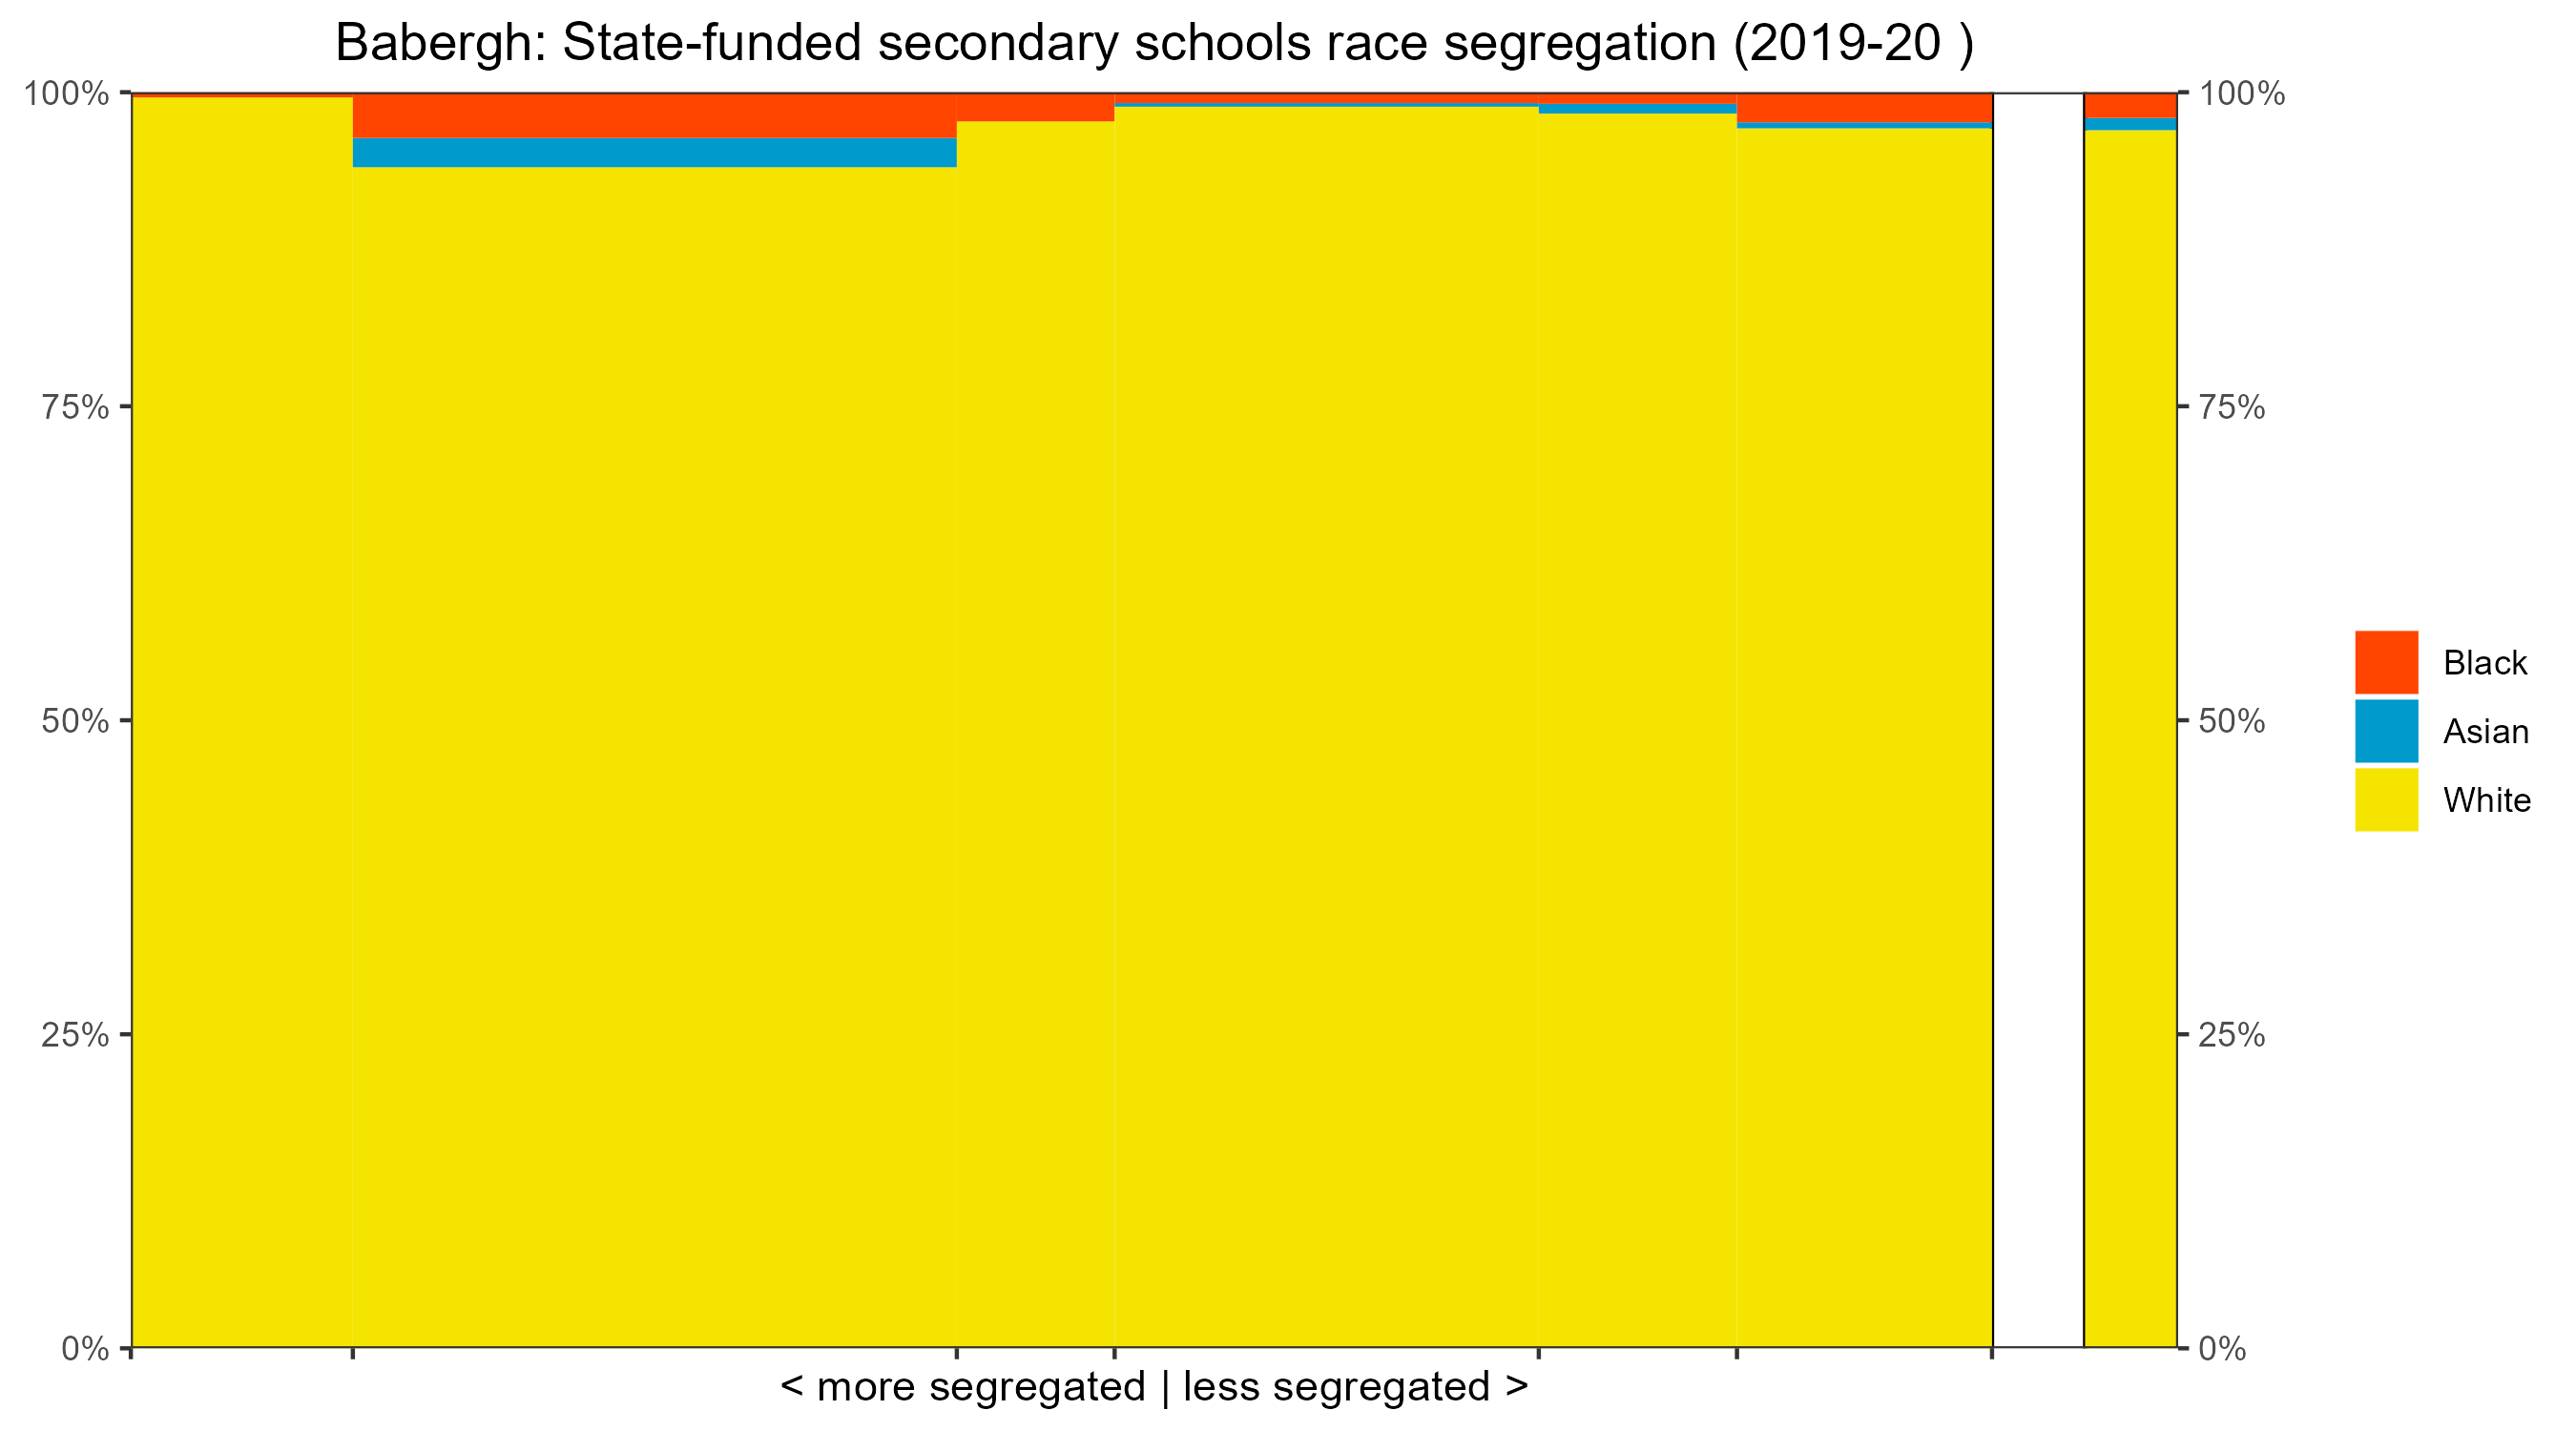 Babergh: State-funded secondary schools race segregation (2019-20 )
100%
75%
50%
25%
0%
100%
75%
50%
25%
0%
Black
Asian
White
< more segregated | less segregated >